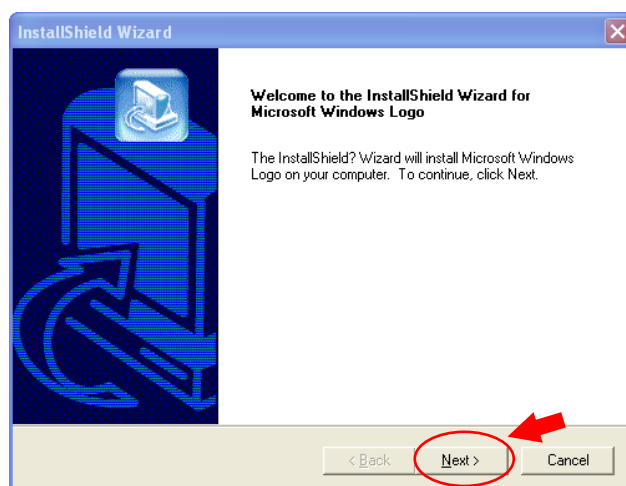 InstallShield Wizard
Welcome to the InstallShield Wizard for
Microsoft Windows Logo
The InstallShield? Wizard will install Microsoft Windows
Logo on your computer. To continue, click Next.
< Back
Next >
Cancel